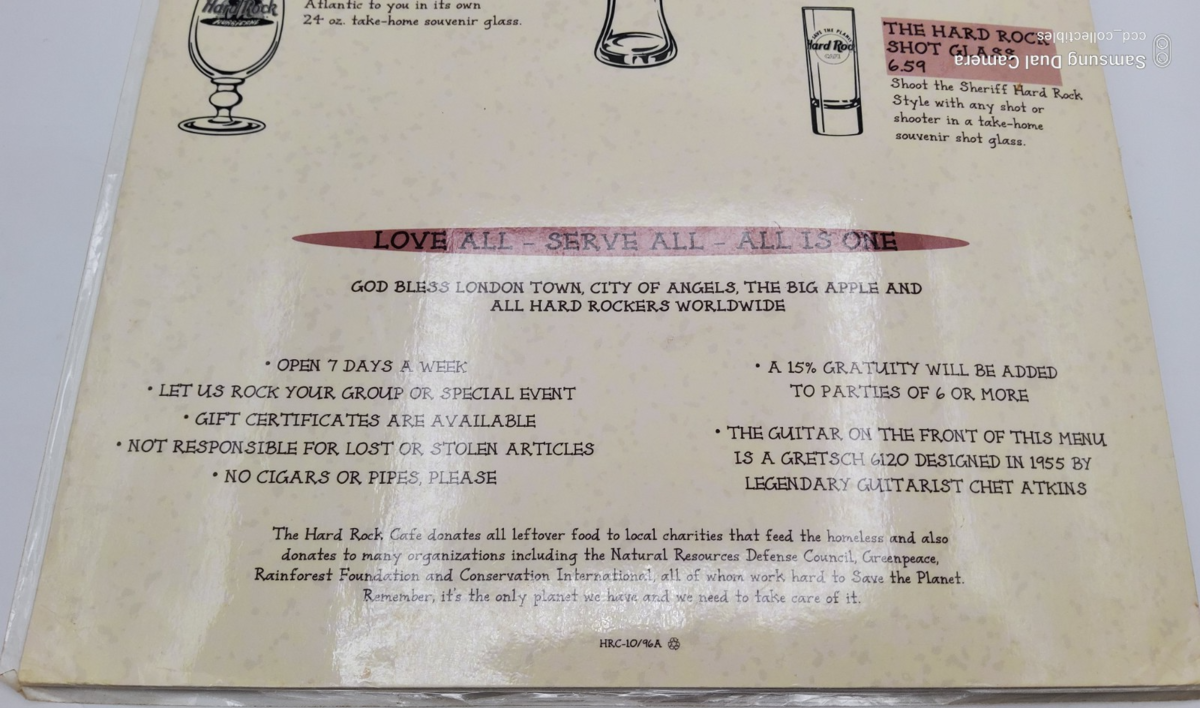 Hard Rock
Atlantic to you in its own
24 oz. take-home souvenir glass.
SAVE THE PLANET
Hard Rock
CAFE
THE HARD ROCK
SHOT GLASS
6.59
Shoot the Sheriff Hard Rock
Style with any shot or
shooter in a take-home
souvenir shot glass.
ccd_collectibles
Samsung Dual Camera
LOVE ALL – SERVE ALL – ALL IS ONE
GOD BLESS LONDON TOWN, CITY OF ANGELS, THE BIG APPLE AND
ALL HARD ROCKERS WORLDWIDE
• OPEN 7 DAYS A WEEK
• LET US ROCK YOUR GROUP OR SPECIAL EVENT
• GIFT CERTIFICATES ARE AVAILABLE
• NOT RESPONSIBLE FOR LOST OR STOLEN ARTICLES
• NO CIGARS OR PIPES, PLEASE
• A 15% GRATUITY WILL BE ADDED
TO PARTIES OF 6 OR MORE
• THE GUITAR ON THE FRONT OF THIS MENU
IS A GRETSCH 6120 DESIGNED IN 1955 BY
LEGENDARY GUITARIST CHET ATKINS
The Hard Rock Cafe donates all leftover food to local charities that feed the homeless and also
donates to many organizations including the Natural Resources Defense Council, Greenpeace,
Rainforest Foundation and Conservation International, all of whom work hard to Save the Planet.
Remember, it's the only planet we have and we need to take care of it.
HRC-10/96A